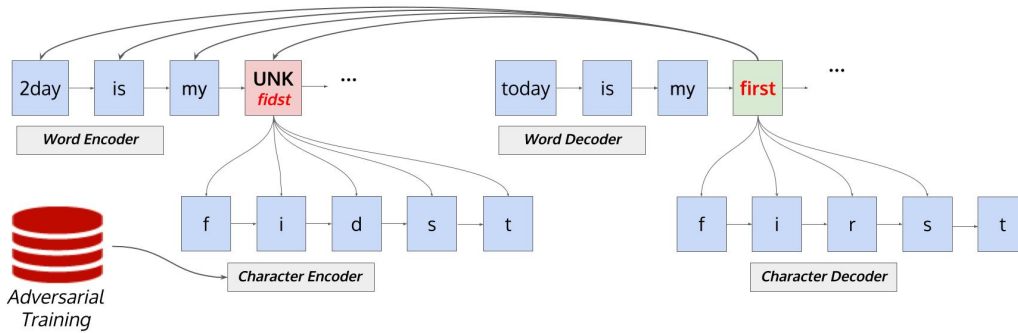 2day is my UNK ...
fidst
today is my first ...
Word Encoder
Word Decoder
f i d s t
f i r s t
Character Encoder
Character Decoder
Adversarial
Training